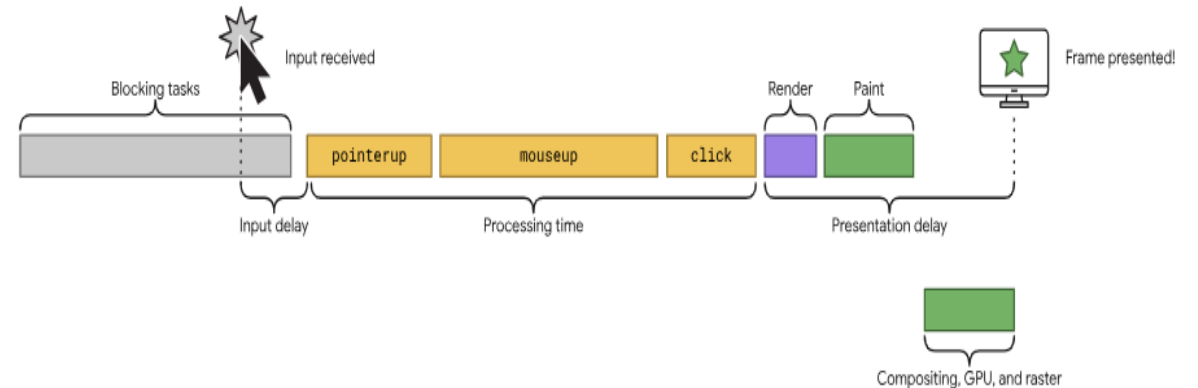 Input received
Frame presented!
Blocking tasks
Render
Paint
pointerup
mouseup
click
Input delay
Processing time
Presentation delay
Compositing, GPU, and raster